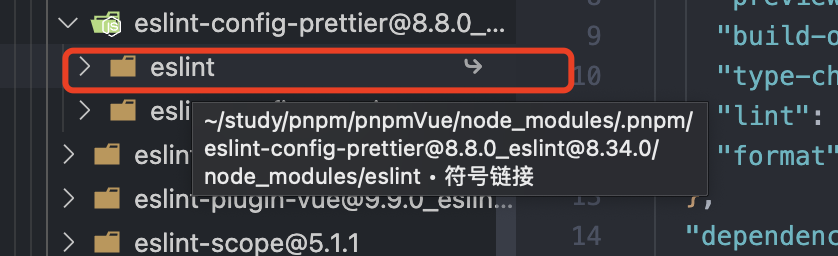 eslint-config-prettier@8.8.0_...
eslint
esli
~/study/pnpm/pnpmVue/node_modules/.pnpm/
eslint-config-prettier@8.8.0_eslint@8.34.0/
node_modules/eslint • 符号链接
eslint
eslint-plugin-vue@9.9.0_eslin...
eslint-scope@5.1.1
8 "preview
9 "build-o
10 "type-ch
"lint":
"format"
13 },
14 "dependenc